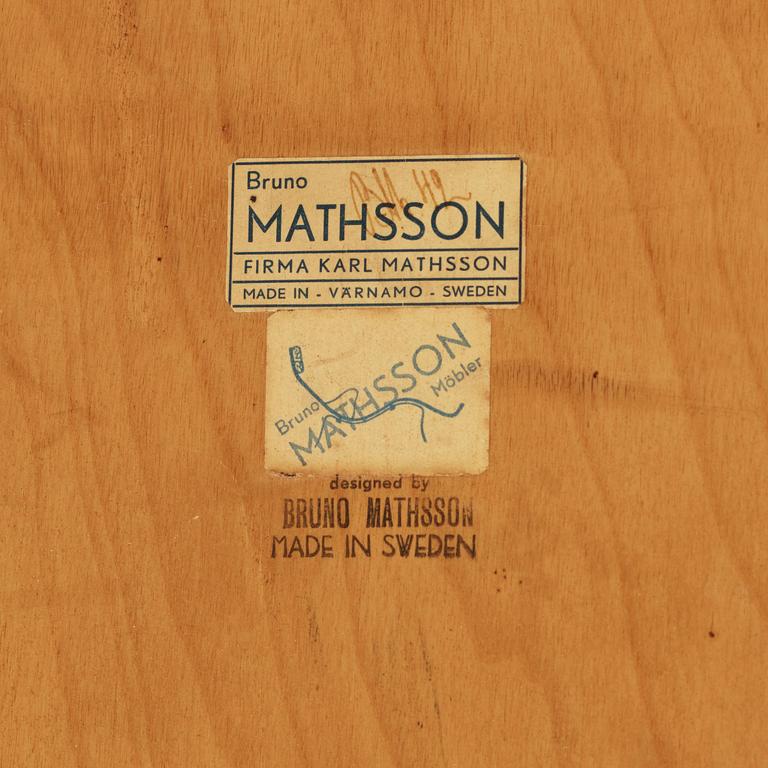 Bruno
MATHSSON
FIRMA KARL MATHSSON
MADE IN - VÄRNAMO - SWEDEN
Bruno
MATHSSON
Möbler
designed by
BRUNO MATHSSON
MADE IN SWEDEN